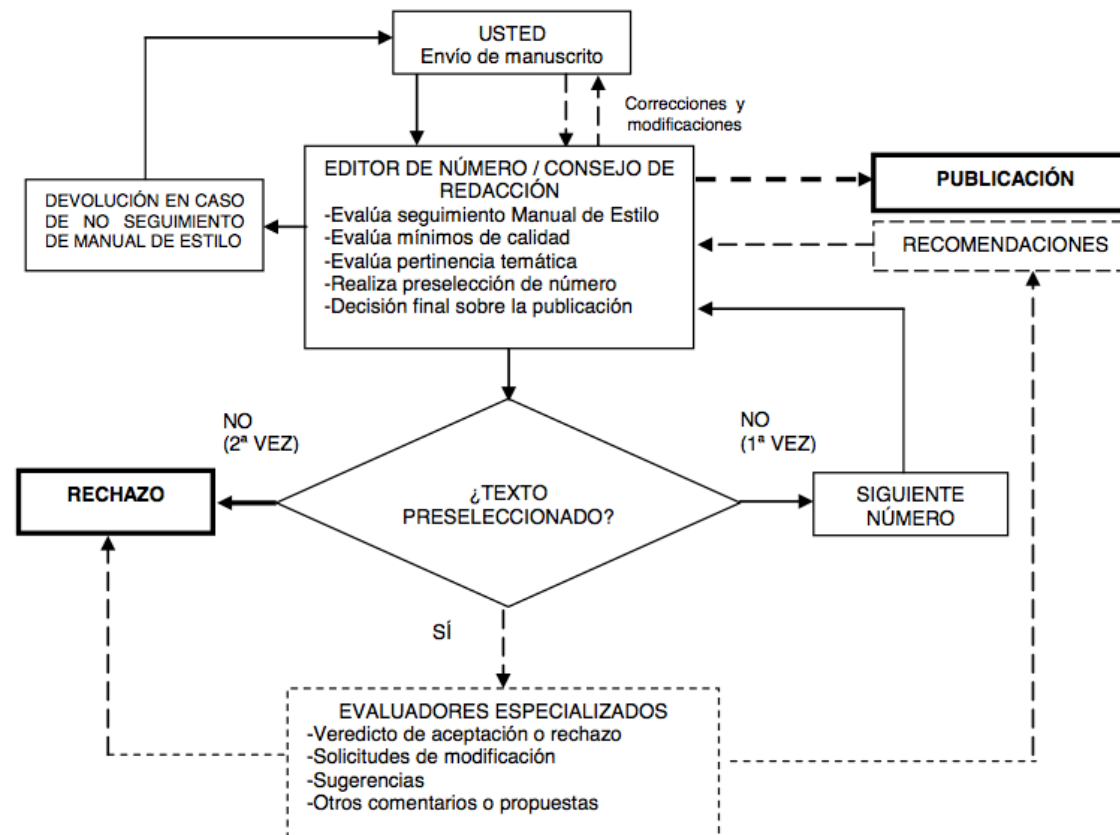 USTED
Envío de manuscrito
Correcciones y
modificaciones
EDITOR DE NÚMERO / CONSEJO DE
REDACCIÓN
-Evalúa seguimiento Manual de Estilo
-Evalúa mínimos de calidad
-Evalúa pertinencia temática
-Realiza preselección de número
-Decisión final sobre la publicación
PUBLICACIÓN
RECOMENDACIONES
DEVOLUCIÓN EN CASO
DE NO SEGUIMIENTO
DE MANUAL DE ESTILO
NO
(2ª VEZ)
NO
(1ª VEZ)
RECHAZO
¿TEXTO
PRESELECCIONADO?
SIGUIENTE
NÚMERO
SÍ
EVALUADORES ESPECIALIZADOS
-Veredicto de aceptación o rechazo
-Solicitudes de modificación
-Sugerencias
-Otros comentarios o propuestas